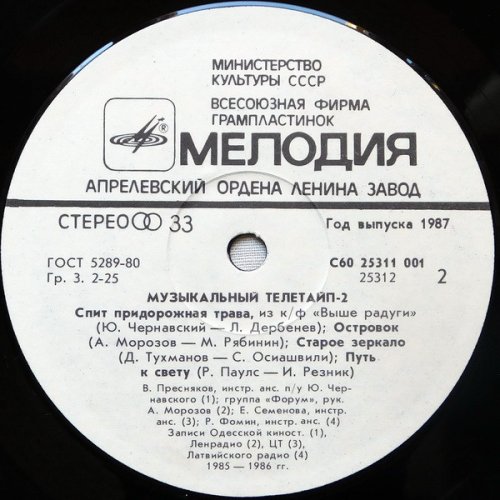 МИНИСТЕРСТВО
КУЛЬТУРЫ СССР
ВСЕСОЮЗНАЯ ФИРМА
ГРАМПЛАСТИНОК
® МЕЛОДИЯ
АПРЕЛЕВСКИЙ ОРДЕНА ЛЕНИНА ЗАВОД
СТЕРЕО 33 Год выпуска 1987
ГОСТ 5289-80 С60 25311 001
Гр. 3. 2-25 25312 2
МУЗЫКАЛЬНЫЙ ТЕЛЕТАЙП-2
Спит придорожная трава, из к/ф «Выше радуги»
(Ю. Чернавский — Л. Дербенев); Островок
(А. Морозов — М. Рябинин); Старое зеркало
(Д. Тухманов — С. Осиашвили); Путь
к свету (Р. Паулс — И. Резник)
В. Пресняков, инстр. анс. п/у Ю. Чер-
навского (1); группа «Форум», рук.
А. Морозов (2); Е. Семенова, инстр.
анс. (3); Р. Фомин, инстр. анс. (4)
Записи Одесской киност. (1),
Ленрадио (2), ЦТ (3),
Латвийского радио (4)
1985 — 1986 гг.